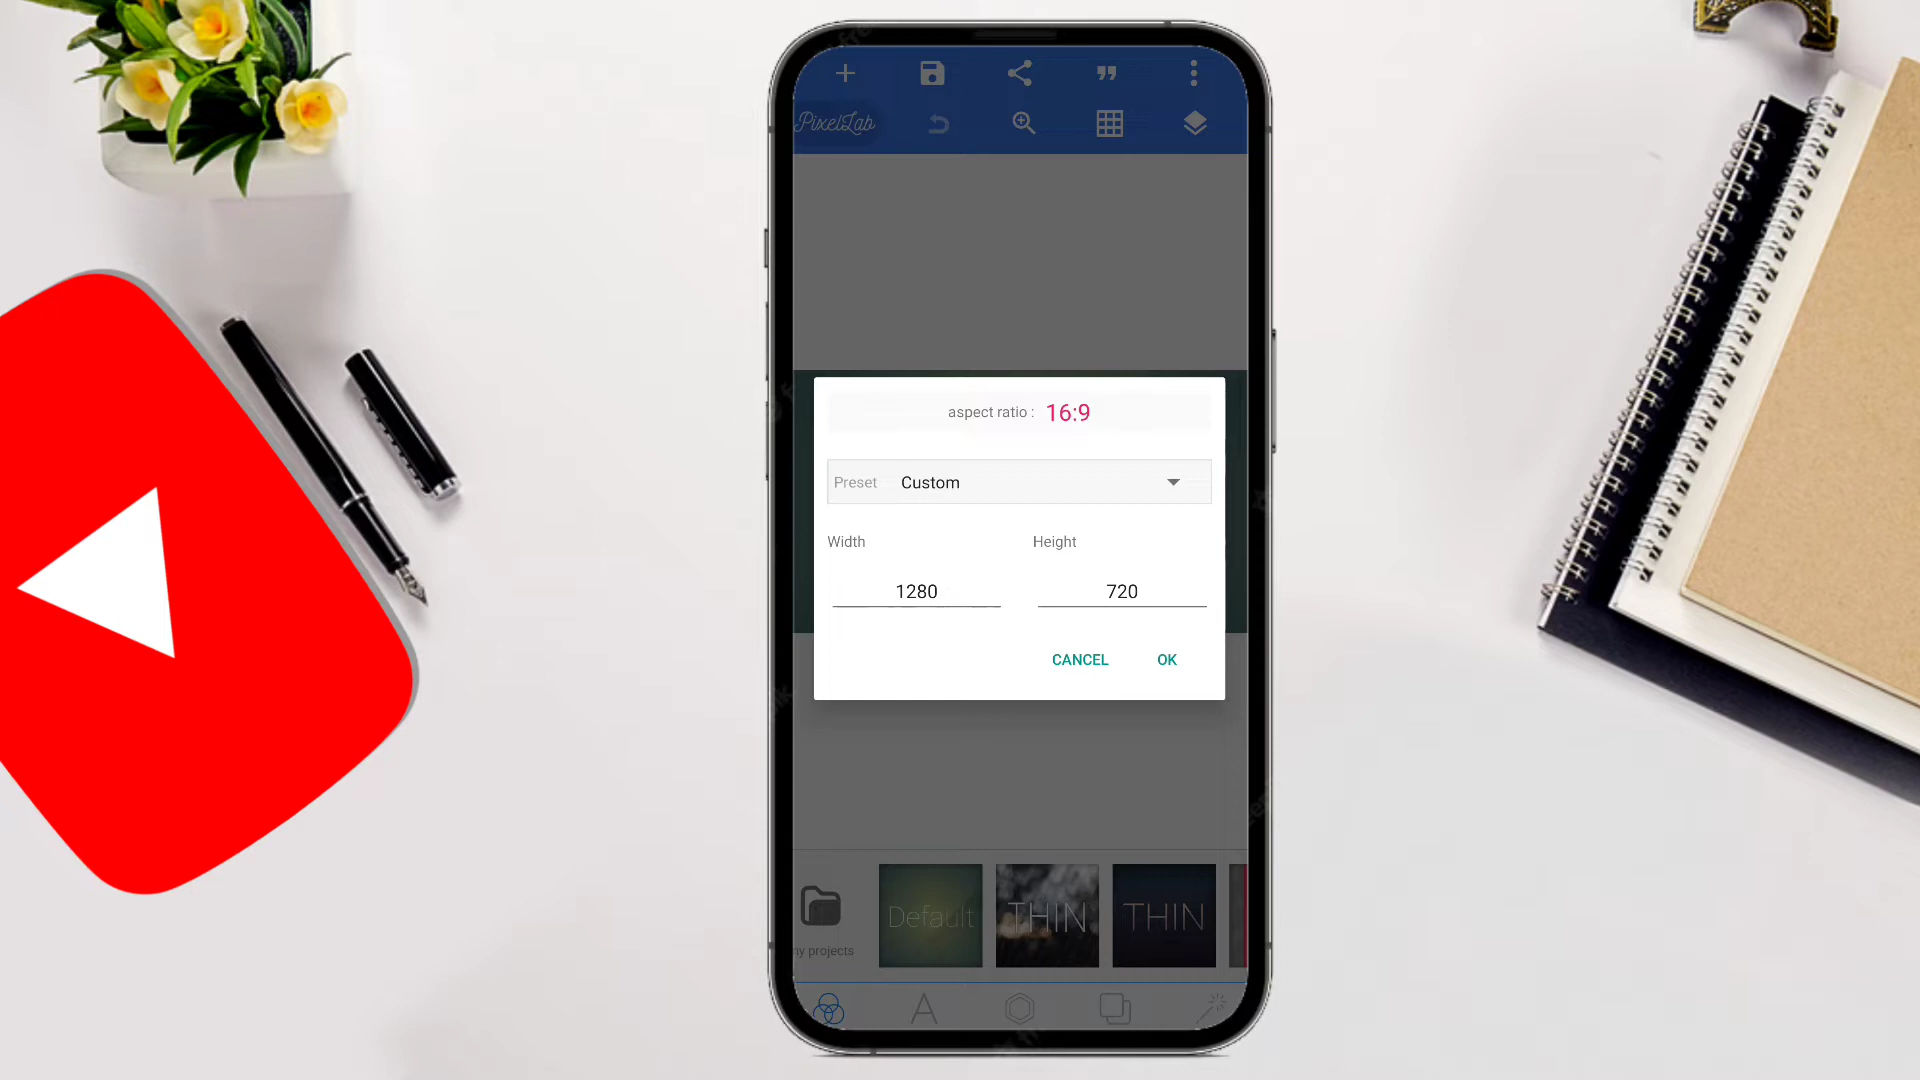 PixelLab
aspect ratio : 16:9
Preset Custom
Width Height
1280 720
CANCEL OK
my projects
Default
THIN
THIN